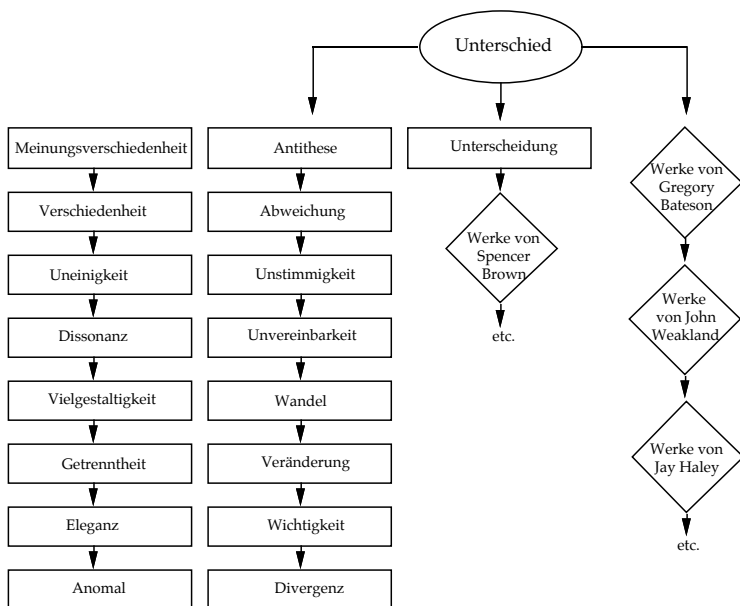 Unterschied
Meinungsverschiedenheit
Verschiedenheit
Uneinigkeit
Dissonanz
Vielgestaltigkeit
Getrenntheit
Eleganz
Anomal
Antithese
Abweichung
Unstimmigkeit
Unvereinbarkeit
Wandel
Veränderung
Wichtigkeit
Divergenz
Unterscheidung
Werke von
Spencer
Brown
etc.
Werke von
Gregory
Bateson
Werke
von John
Weakland
Werke von
Jay Haley
etc.